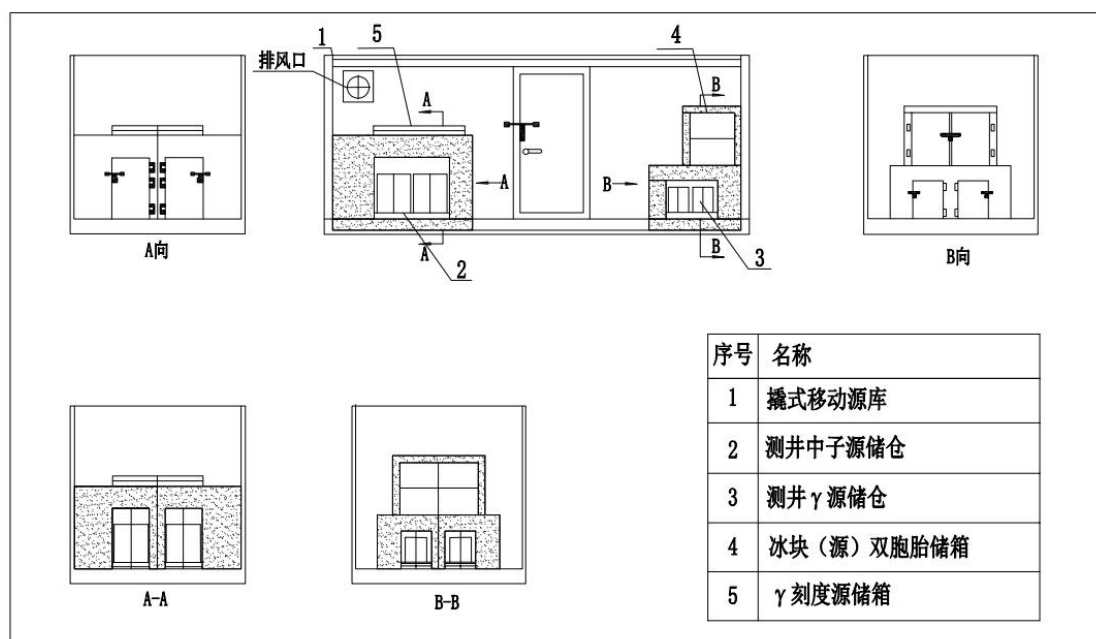 1
5
4
排风口
A
B
A
B
A
B
2
3
A向
B向
A-A
B-B
序号 名称
1 撬式移动源库
2 测井中子源储仓
3 测井γ源储仓
4 冰块（源）双胞胎储箱
5 γ刻度源储箱